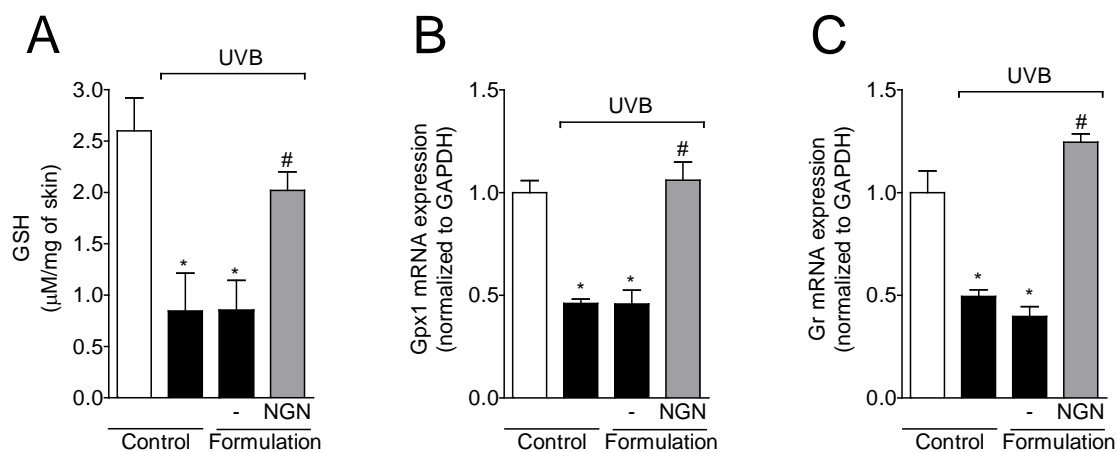 A
UVB
3.0
2.5
2.0
1.5
1.0
0.5
0.0
GSH
(μM/mg of skin)
*
*
#
- NGN
Control Formulation
B
UVB
1.5
1.0
0.5
0.0
Gpx1 mRNA expression
(normalized to GAPDH)
*
*
#
- NGN
Control Formulation
C
UVB
1.5
1.0
0.5
0.0
Gr mRNA expression
(normalized to GAPDH)
*
*
#
- NGN
Control Formulation